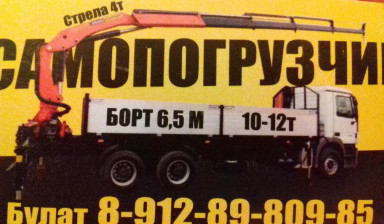 Стрела 4т
САМОПОГРУЗЧИ
БОРТ 6,5 М
10-12т
Булат 8-912-89-809-85